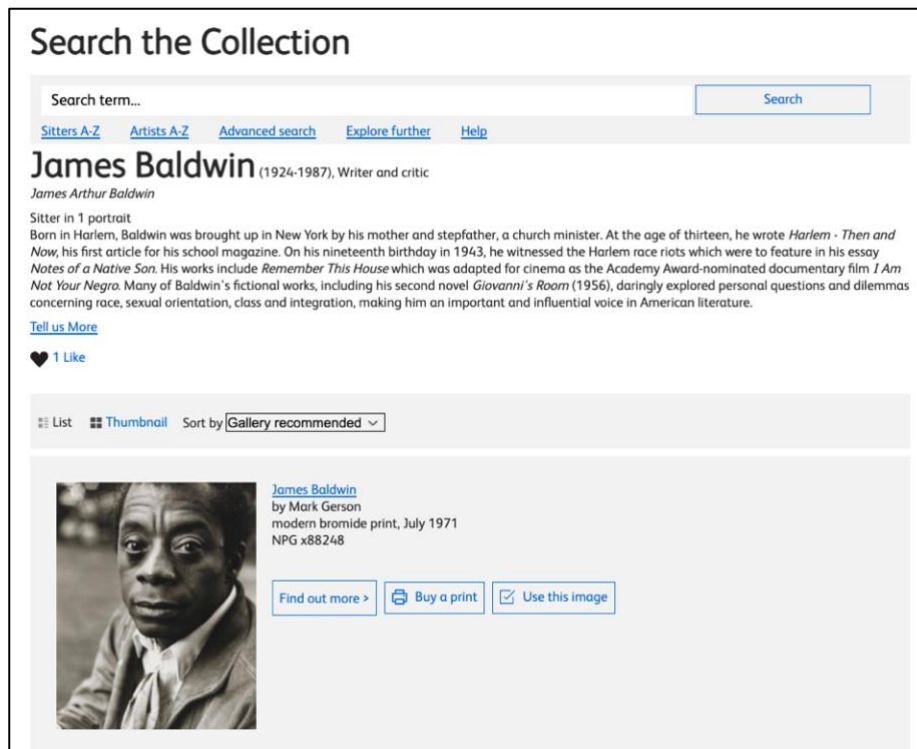 Search the Collection
Search term...
Search
Sitters A-Z Artists A-Z Advanced search Explore further Help
James Baldwin (1924-1987), Writer and critic
James Arthur Baldwin
Sitter in 1 portrait
Born in Harlem, Baldwin was brought up in New York by his mother and stepfather, a church minister. At the age of thirteen, he wrote Harlem - Then and
Now, his first article for his school magazine. On his nineteenth birthday in 1943, he witnessed the Harlem race riots which were to feature in his essay
Notes of a Native Son. His works include Remember This House which was adapted for cinema as the Academy Award-nominated documentary film I Am
Not Your Negro. Many of Baldwin's fictional works, including his second novel Giovanni's Room (1956), daringly explored personal questions and dilemmas
concerning race, sexual orientation, class and integration, making him an important and influential voice in American literature.
Tell us More
1 Like
List Thumbnail Sort by Gallery recommended
James Baldwin
by Mark Gerson
modern bromide print, July 1971
NPG x88248
Find out more > Buy a print Use this image